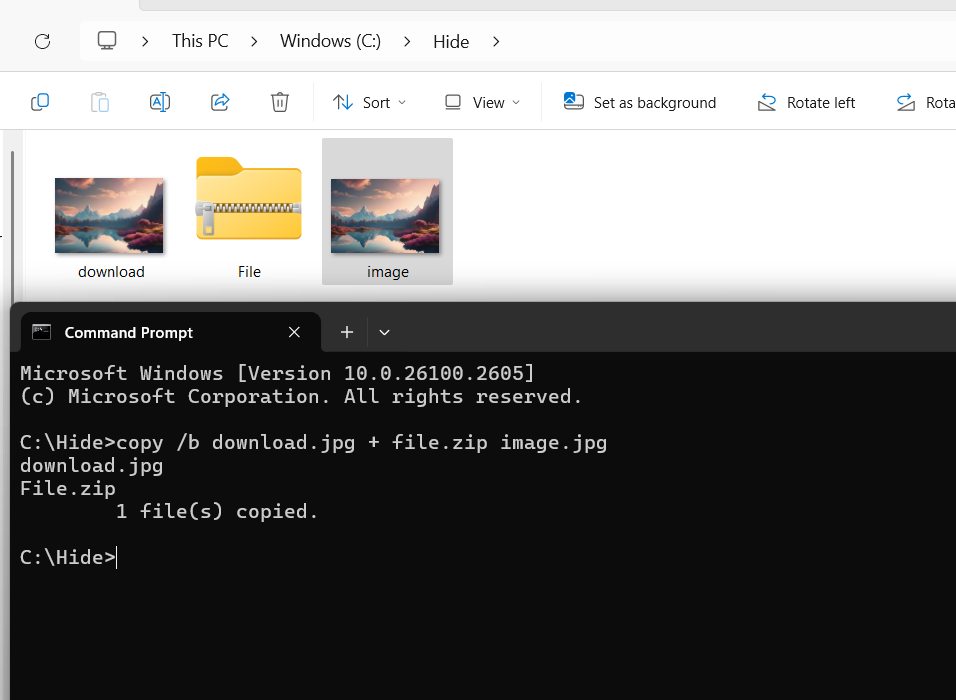 This PC > Windows (C:) > Hide >
Sort View Set as background Rotate left Rota
download File image
Command Prompt
Microsoft Windows [Version 10.0.26100.2605]
(c) Microsoft Corporation. All rights reserved.
C:\Hide>copy /b download.jpg + file.zip image.jpg
download.jpg
File.zip
1 file(s) copied.
C:\Hide>